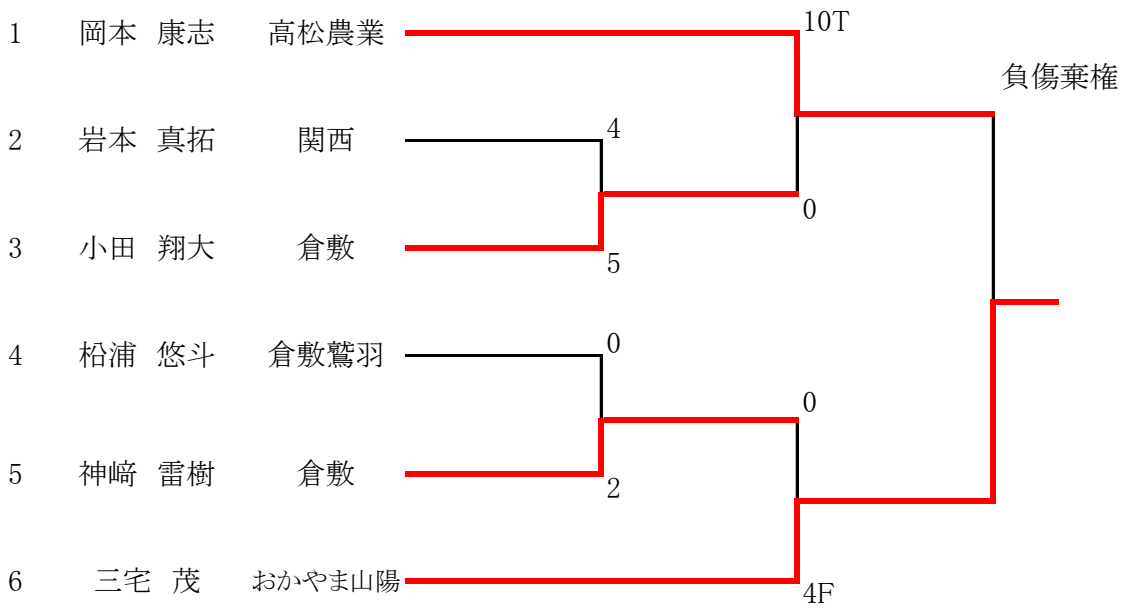 1 岡本 康志 高松農業
10T
負傷棄権
2 岩本 真拓 関西
4
0
3 小田 翔大 倉敷
5
4 松浦 悠斗 倉敷鷲羽
0
0
5 神﨑 雷樹 倉敷
2
6 三宅 茂 おかやま山陽
4F